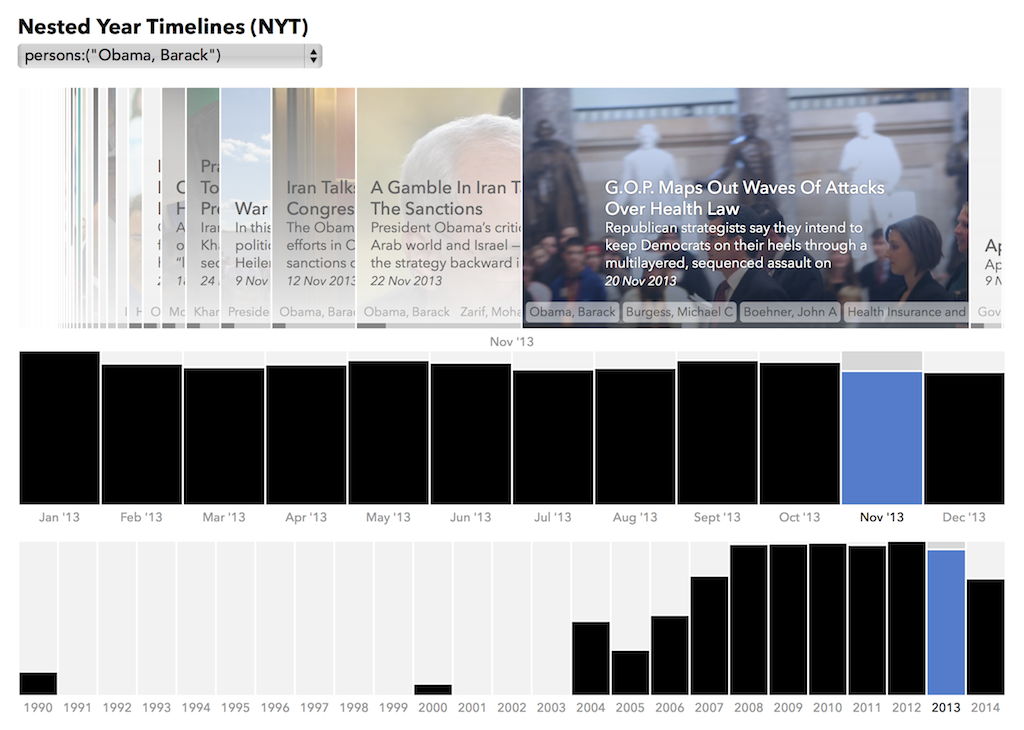 Nested Year Timelines (NYT)
persons:("Obama, Barack")
Pra
To
Pre
Iran
Kha
sec
24
War
In this
politic
Heiler
9 Nov
Iran Talks
Congres
The Obam
efforts in C
sanctions o
12 Nov 2013
A Gamble In Iran T
The Sanctions
President Obama's critic
Arab world and Israel —
the strategy backward i
22 Nov 2013
G.O.P. Maps Out Waves Of Attacks
Over Health Law
Republican strategists say they intend to
keep Democrats on their heels through a
multilayered, sequenced assault on
20 Nov 2013
Ap
Ap
9 N
I H O Mo Khar Preside Obama, Barac Obama, Barack Zarif, Moha Obama, Barack Burgess, Michael C Boehner, John A Health Insurance and Gov
Nov '13
Jan '13 Feb '13 Mar '13 Apr '13 May '13 Jun '13 Jul '13 Aug '13 Sept '13 Oct '13 Nov '13 Dec '13
1990 1991 1992 1993 1994 1995 1996 1997 1998 1999 2000 2001 2002 2003 2004 2005 2006 2007 2008 2009 2010 2011 2012 2013 2014